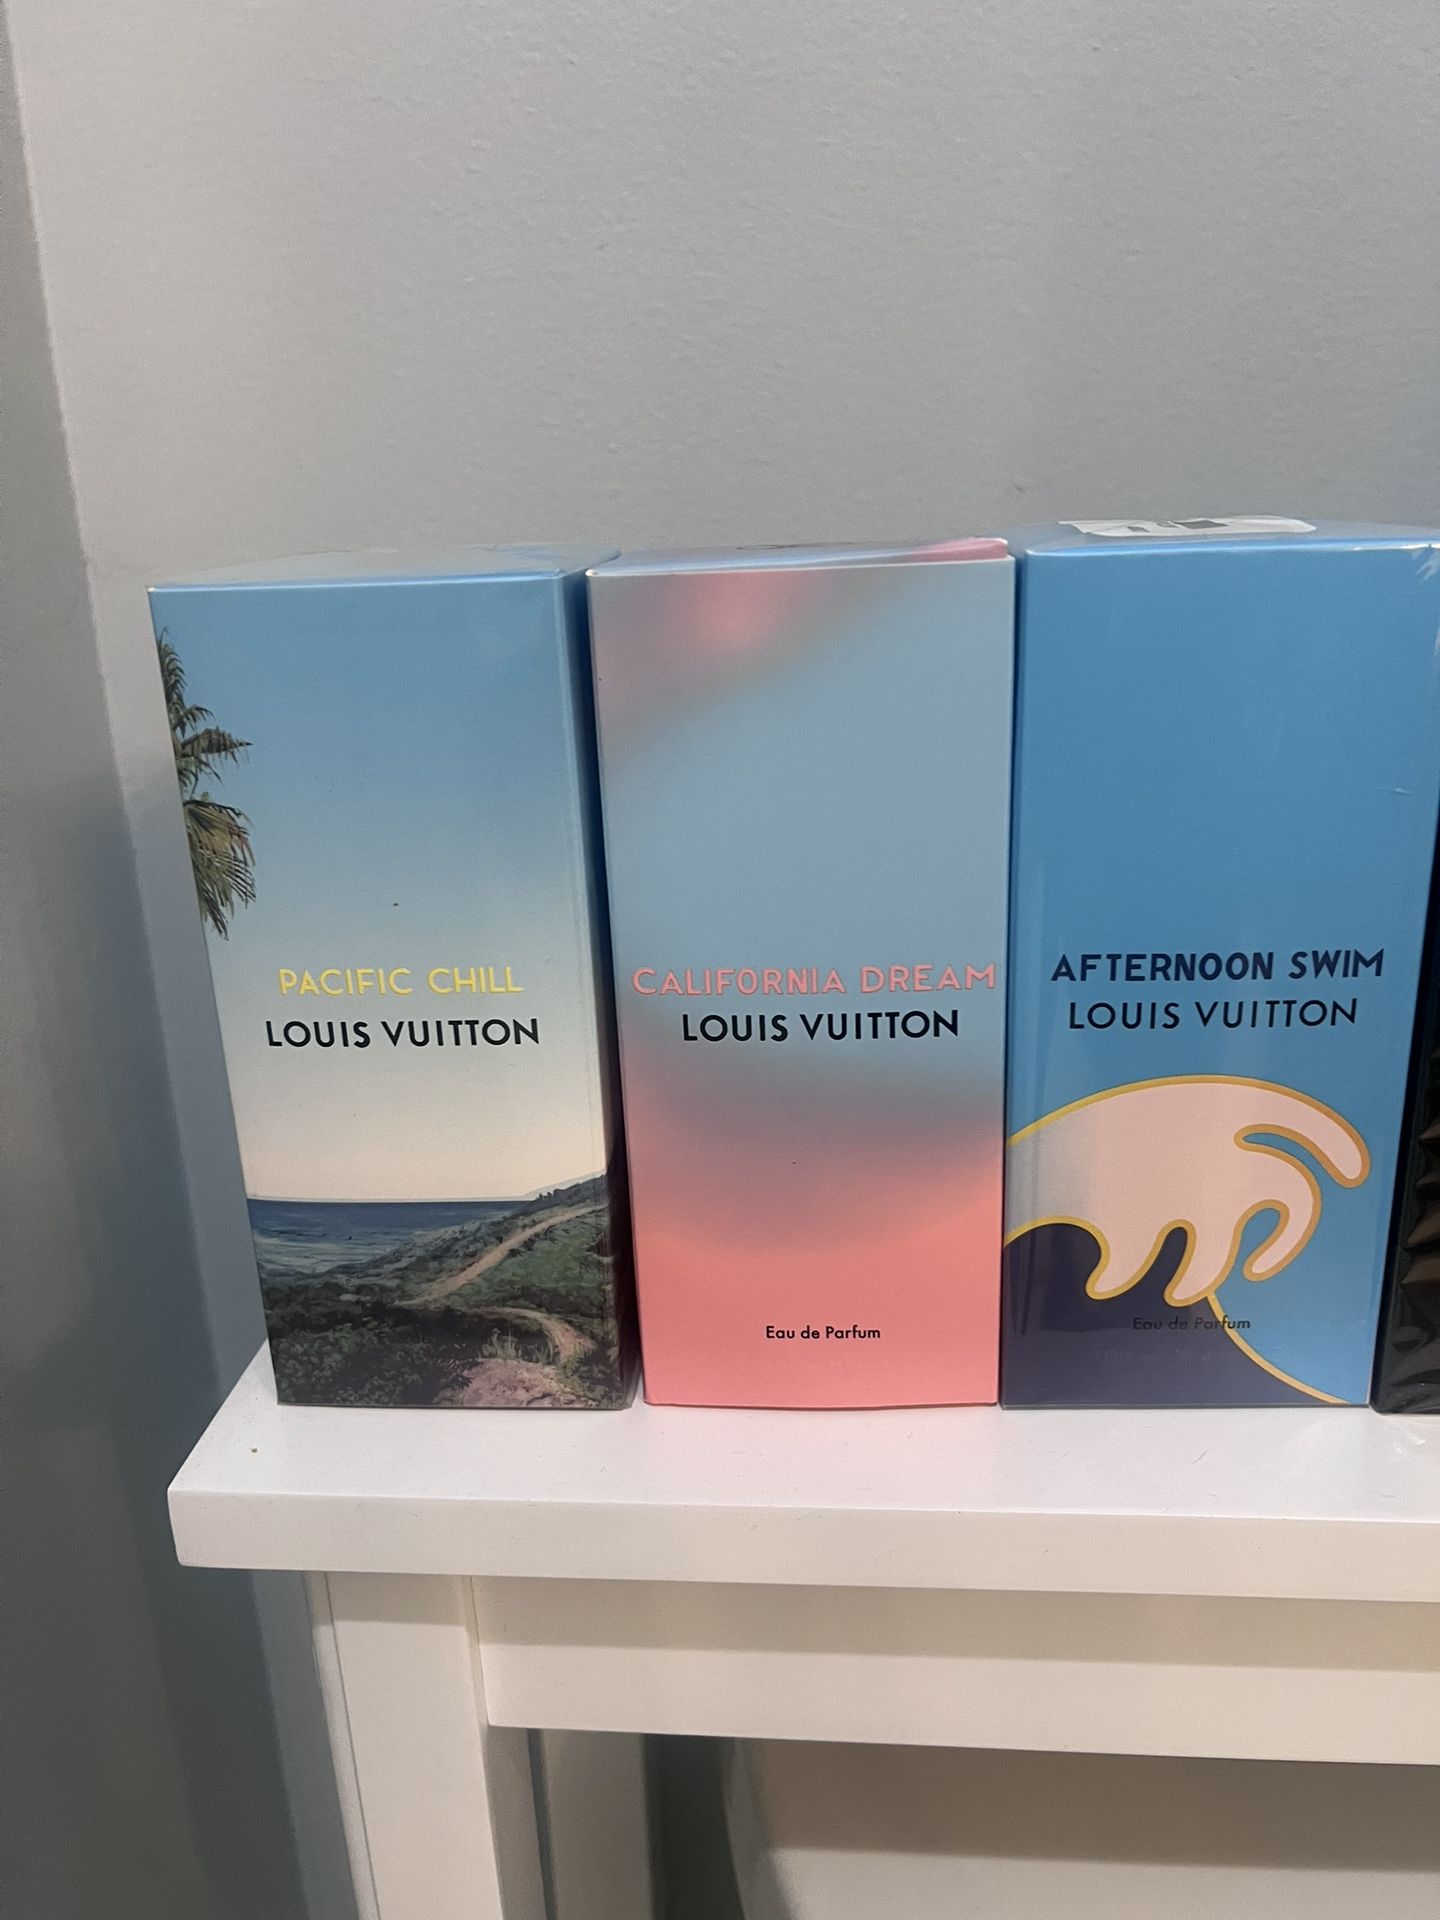 PACIFIC CHILL
LOUIS VUITTON
CALIFORNIA DREAM
LOUIS VUITTON
Eau de Parfum
AFTERNOON SWIM
LOUIS VUITTON
Eau de Parfum